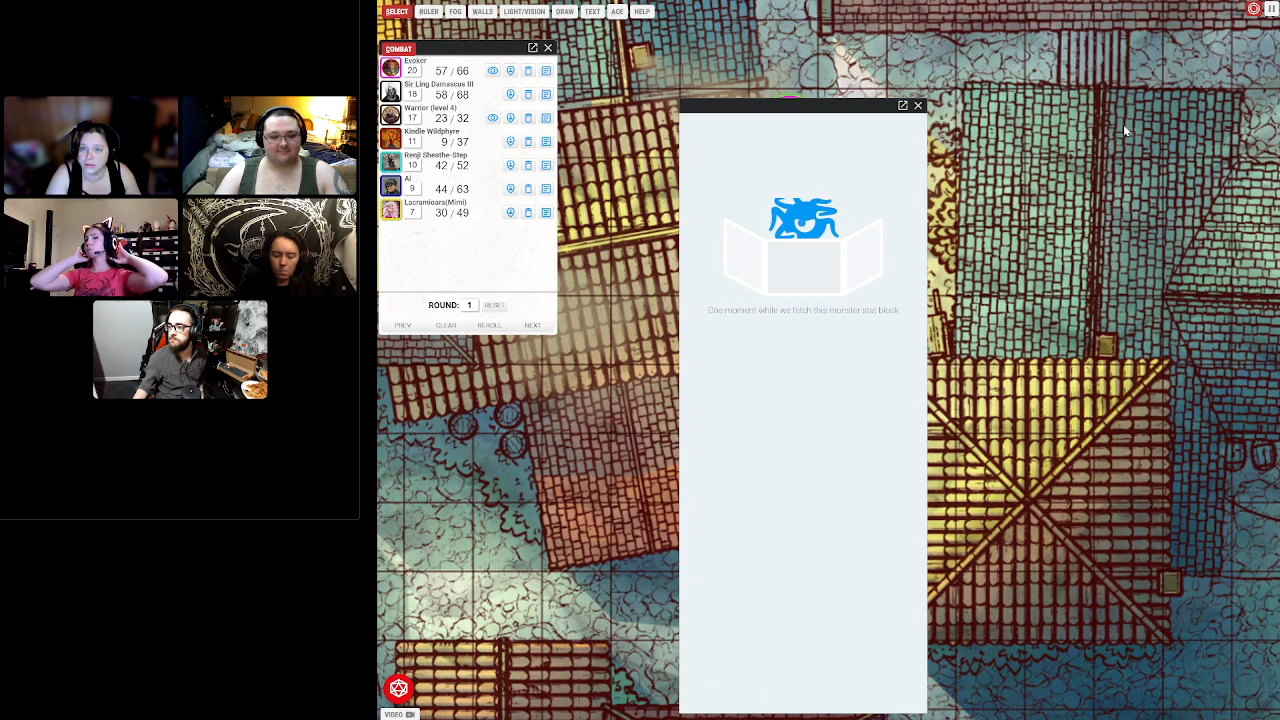 SELECT RULER FOG WALLS LIGHT/VISION DRAW TEXT AOE HELP
COMBAT
Evoker
20 57 / 66
Sir Ling Damascus III
18 58 / 68
Warrior (level 4)
17 23 / 32
Kindle Wildphyre
11 9 / 37
Renji Sheathe-Step
10 42 / 52
Ai
9 44 / 63
Lacramioara(Mimi)
7 30 / 49
ROUND: 1 RESET
PREV CLEAR REROLL NEXT
One moment while we fetch this monster stat block
VIDEO